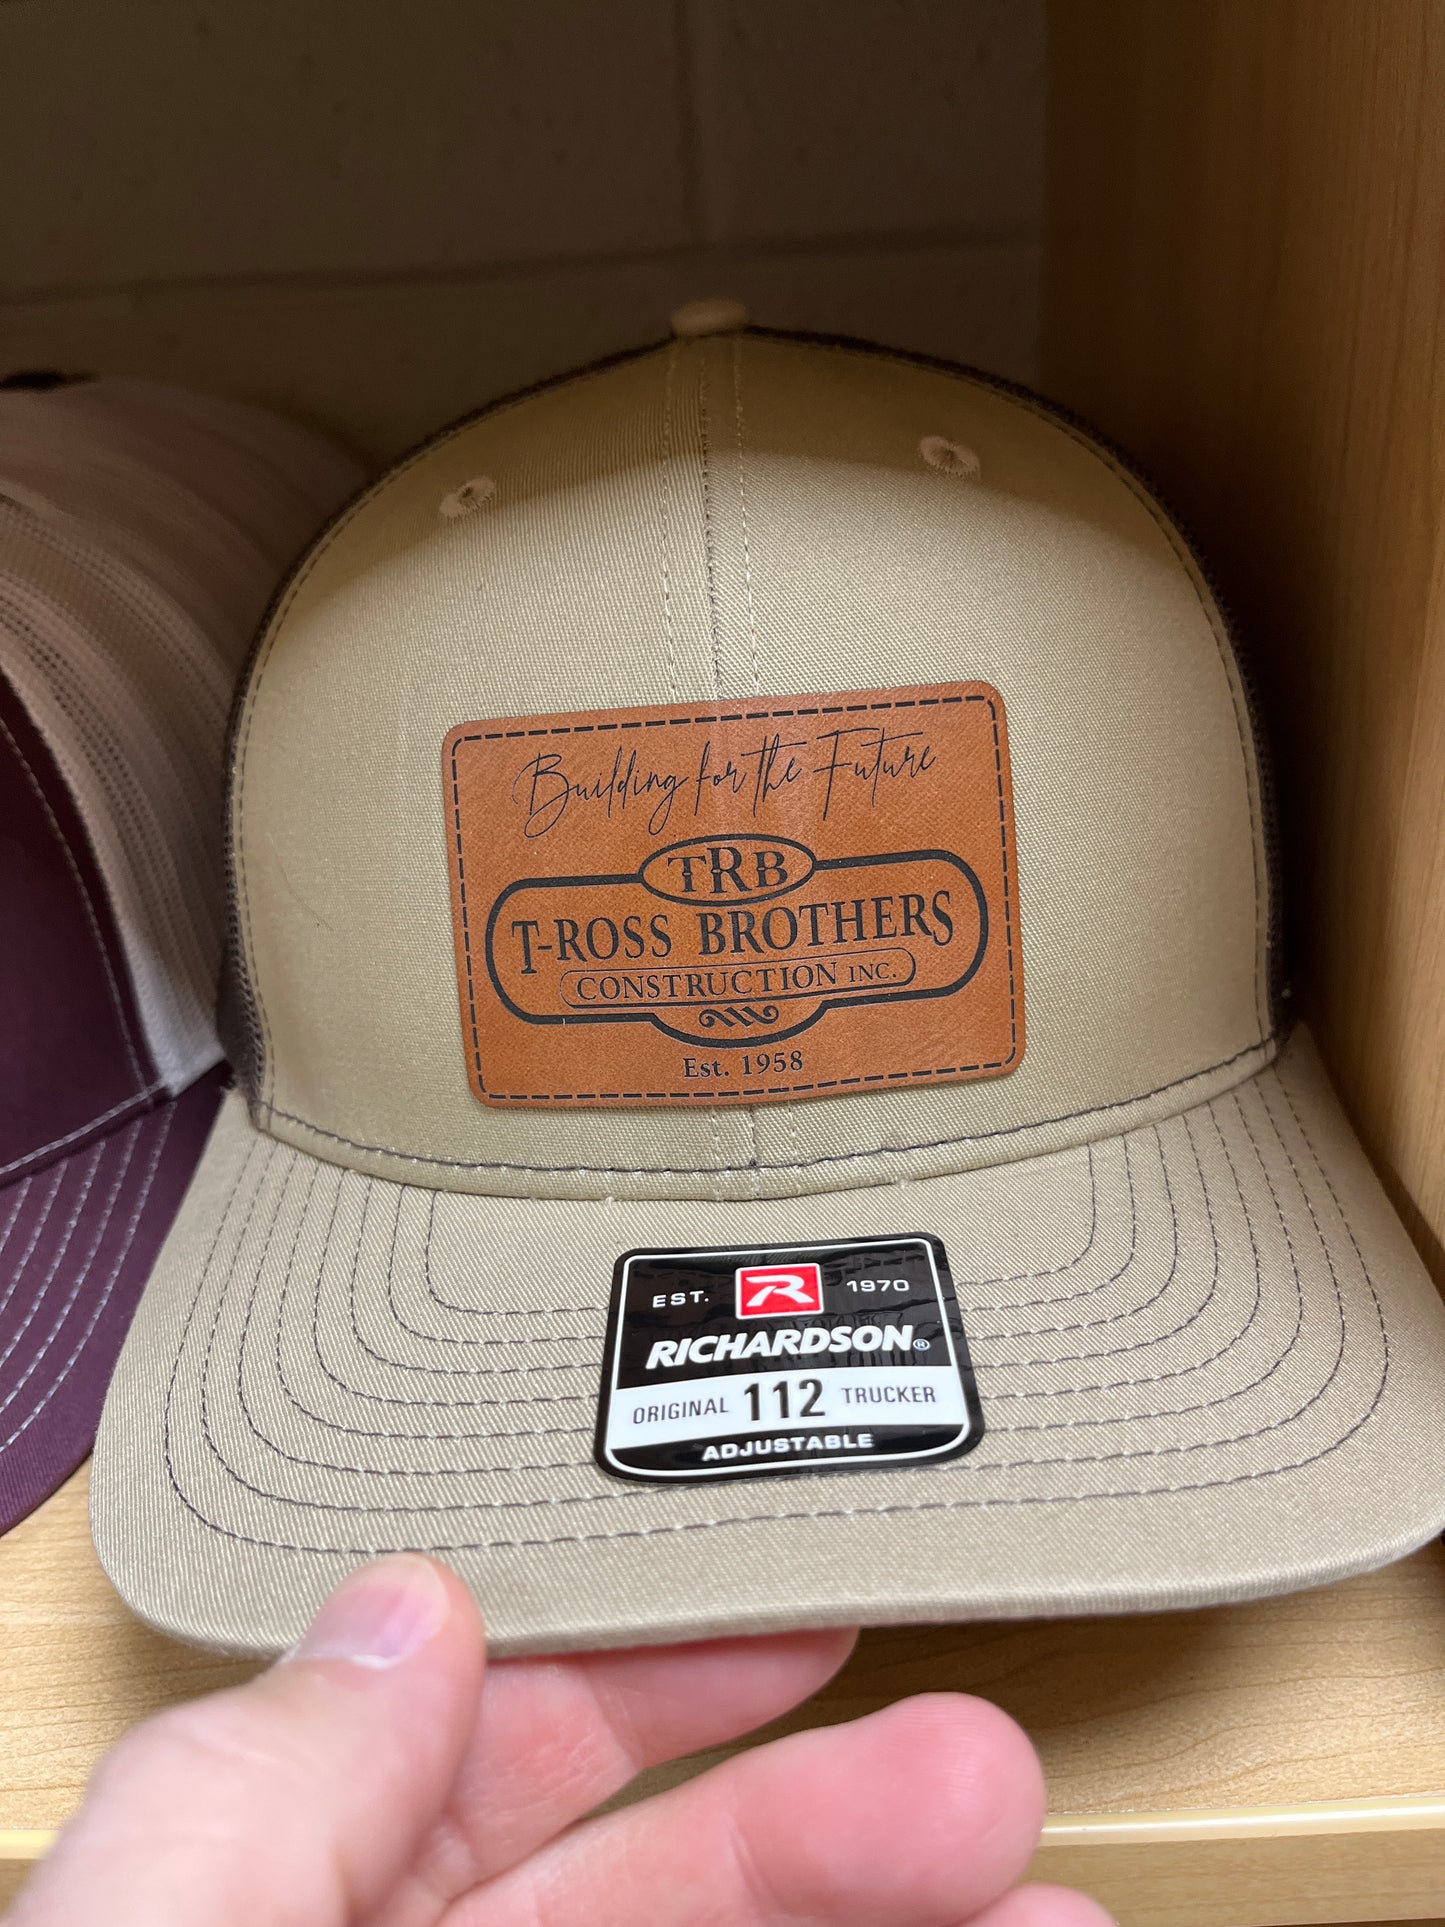 Building for the Future
TRB
T-ROSS BROTHERS
CONSTRUCTION INC.
Est. 1958
EST. R 1970
RICHARDSON®
ORIGINAL 112 TRUCKER
ADJUSTABLE